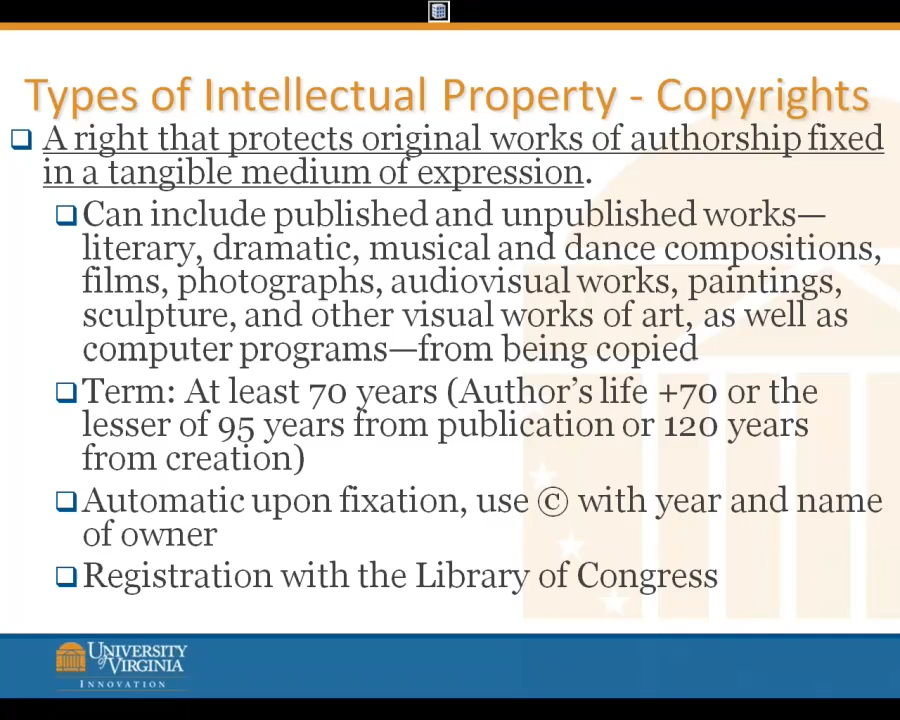 Types of Intellectual Property - Copyrights
A right that protects original works of authorship fixed
in a tangible medium of expression.
Can include published and unpublished works—
literary, dramatic, musical and dance compositions,
films, photographs, audiovisual works, paintings,
sculpture, and other visual works of art, as well as
computer programs—from being copied
Term: At least 70 years (Author's life +70 or the
lesser of 95 years from publication or 120 years
from creation)
Automatic upon fixation, use © with year and name
of owner
Registration with the Library of Congress
UNIVERSITY
of VIRGINIA
INNOVATION